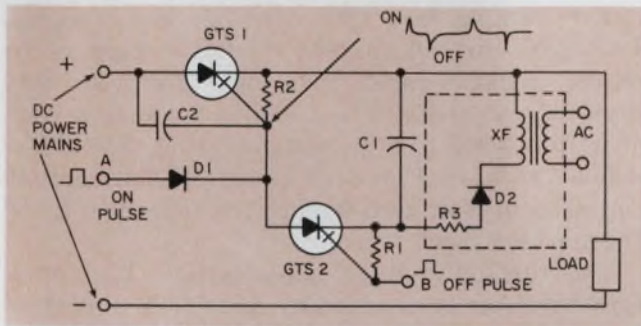 ON
OFF
GTS 1
+
R2
C2
C1
XF
AC
DC
POWER
MAINS
A
D1
D2
ON
PULSE
R3
GTS 2
R1
LOAD
B OFF PULSE
−